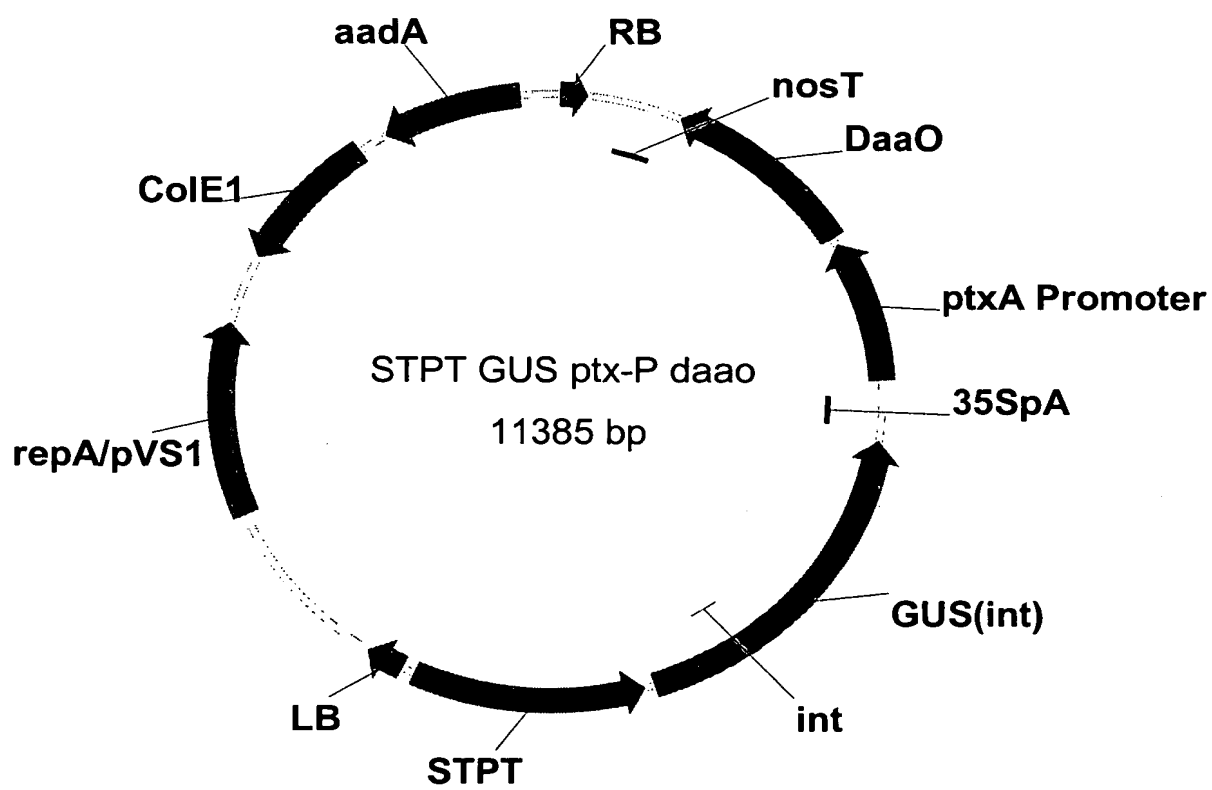 aadA
RB
nosT
DaaO
ColE1
ptxA Promoter
STPT GUS ptx-P daao
35SpA
11385 bp
repA/pVS1
GUS(int)
LB
int
STPT